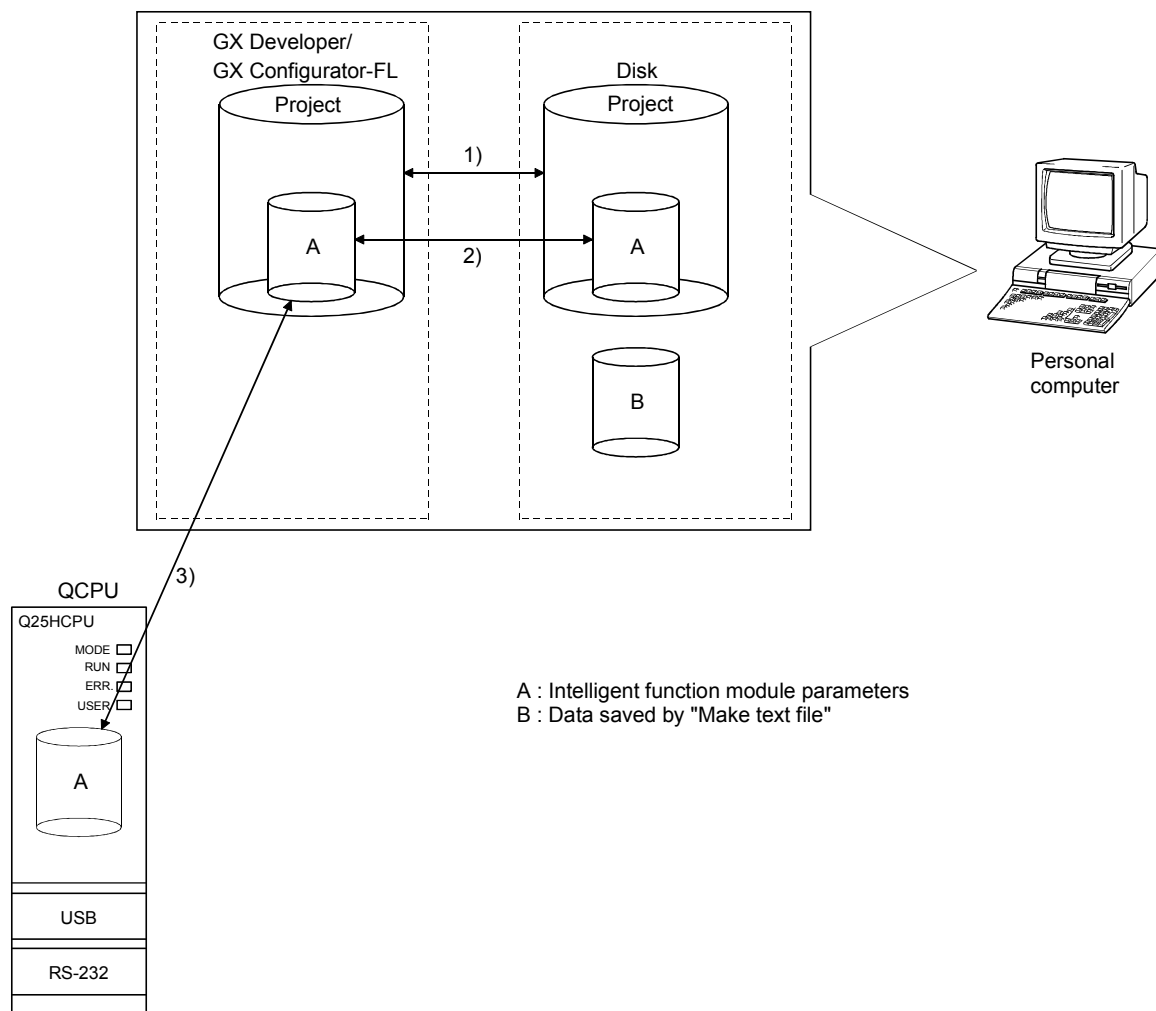 GX Developer/
GX Configurator-FL
Project
Disk
Project
1)
A
2)
A
B
Personal
computer
3)
QCPU
Q25HCPU
MODE
RUN
ERR.
USER
A
USB
RS-232
A : Intelligent function module parameters
B : Data saved by "Make text file"